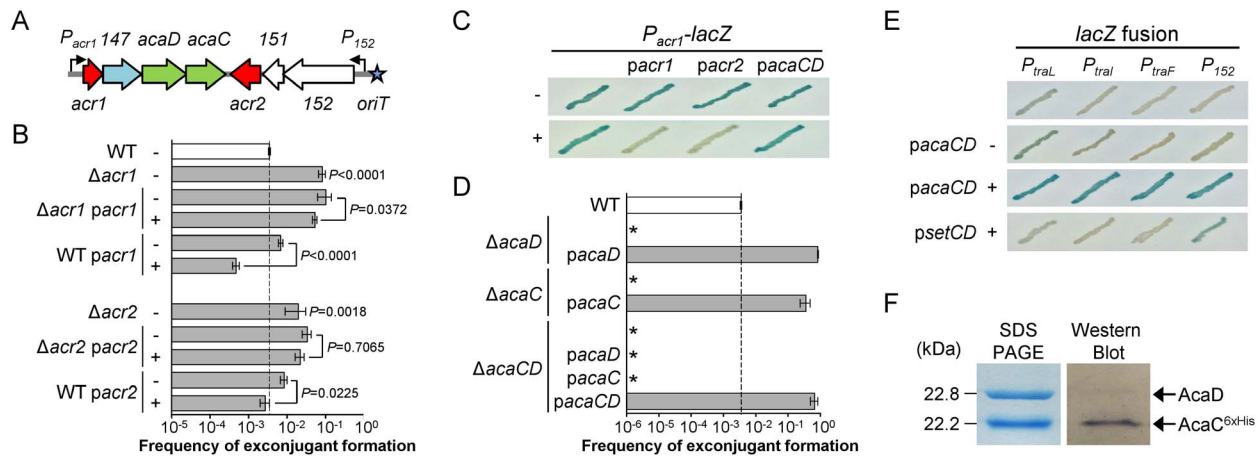 A
P_acr1 147 acaD acaC 151 P_152
acr1 acr2 152 oriT
B
WT -
Δacr1 - P<0.0001
Δacr1 pacr1 - + P=0.0372
WT pacr1 - + P<0.0001
Δacr2 - P=0.0018
Δacr2 pacr2 - + P=0.7065
WT pacr2 - + P=0.0225
10^-5 10^-4 10^-3 10^-2 10^-1 10^0
Frequency of exconjugant formation
C
P_acr1-lacZ
pacr1 pacr2 pacaCD
-
+
D
WT
ΔacaD *
pacaD
ΔacaC *
pacaC
ΔacaCD *
pacaD *
pacaC *
pacaCD
10^-6 10^-5 10^-4 10^-3 10^-2 10^-1 10^0
Frequency of exconjugant formation
E
lacZ fusion
P_traL P_traI P_traF P_152
pacaCD -
pacaCD +
psetCD +
F
(kDa) SDS PAGE Western Blot
22.8 AcaD
22.2 AcaC^6xHis